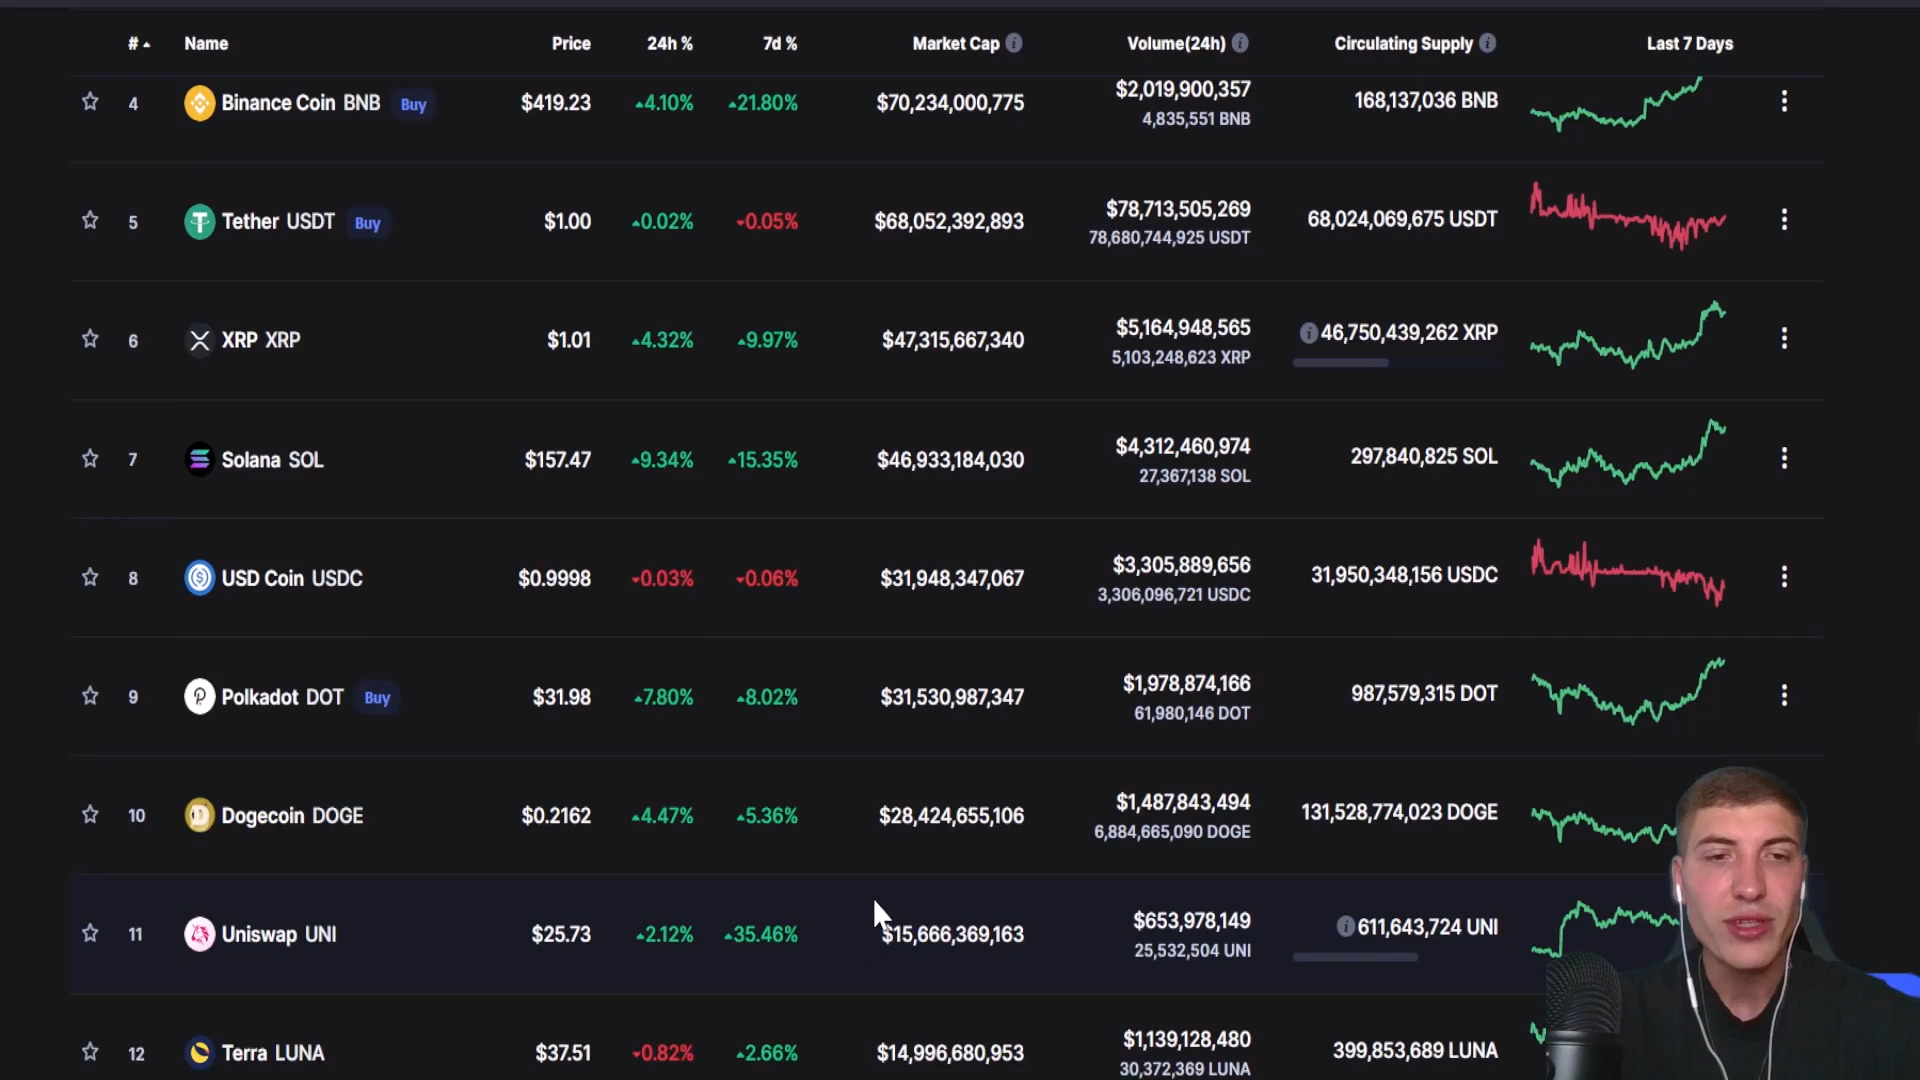 # Name Price 24h % 7d % Market Cap Volume(24h) Circulating Supply Last 7 Days
4 Binance Coin BNB Buy $419.23 4.10% 21.80% $70,234,000,775 $2,019,900,357 168,137,036 BNB
4,835,551 BNB
5 Tether USDT Buy $1.00 0.02% 0.05% $68,052,392,893 $78,713,505,269 68,024,069,675 USDT
78,680,744,925 USDT
6 XRP XRP $1.01 4.32% 9.97% $47,315,667,340 $5,164,948,565 46,750,439,262 XRP
5,103,248,623 XRP
7 Solana SOL $157.47 9.34% 15.35% $46,933,184,030 $4,312,460,974 297,840,825 SOL
27,367,138 SOL
8 USD Coin USDC $0.9998 0.03% 0.06% $31,948,347,067 $3,305,889,656 31,950,348,156 USDC
3,306,096,721 USDC
9 Polkadot DOT Buy $31.98 7.80% 8.02% $31,530,987,347 $1,978,874,166 987,579,315 DOT
61,980,146 DOT
10 Dogecoin DOGE $0.2162 4.47% 5.36% $28,424,655,106 $1,487,843,494 131,528,774,023 DOGE
6,884,665,090 DOGE
11 Uniswap UNI $25.73 2.12% 35.46% $15,666,369,163 $653,978,149 611,643,724 UNI
25,532,504 UNI
12 Terra LUNA $37.51 0.82% 2.66% $14,996,680,953 $1,139,128,480 399,853,689 LUNA
30,372,369 LUNA